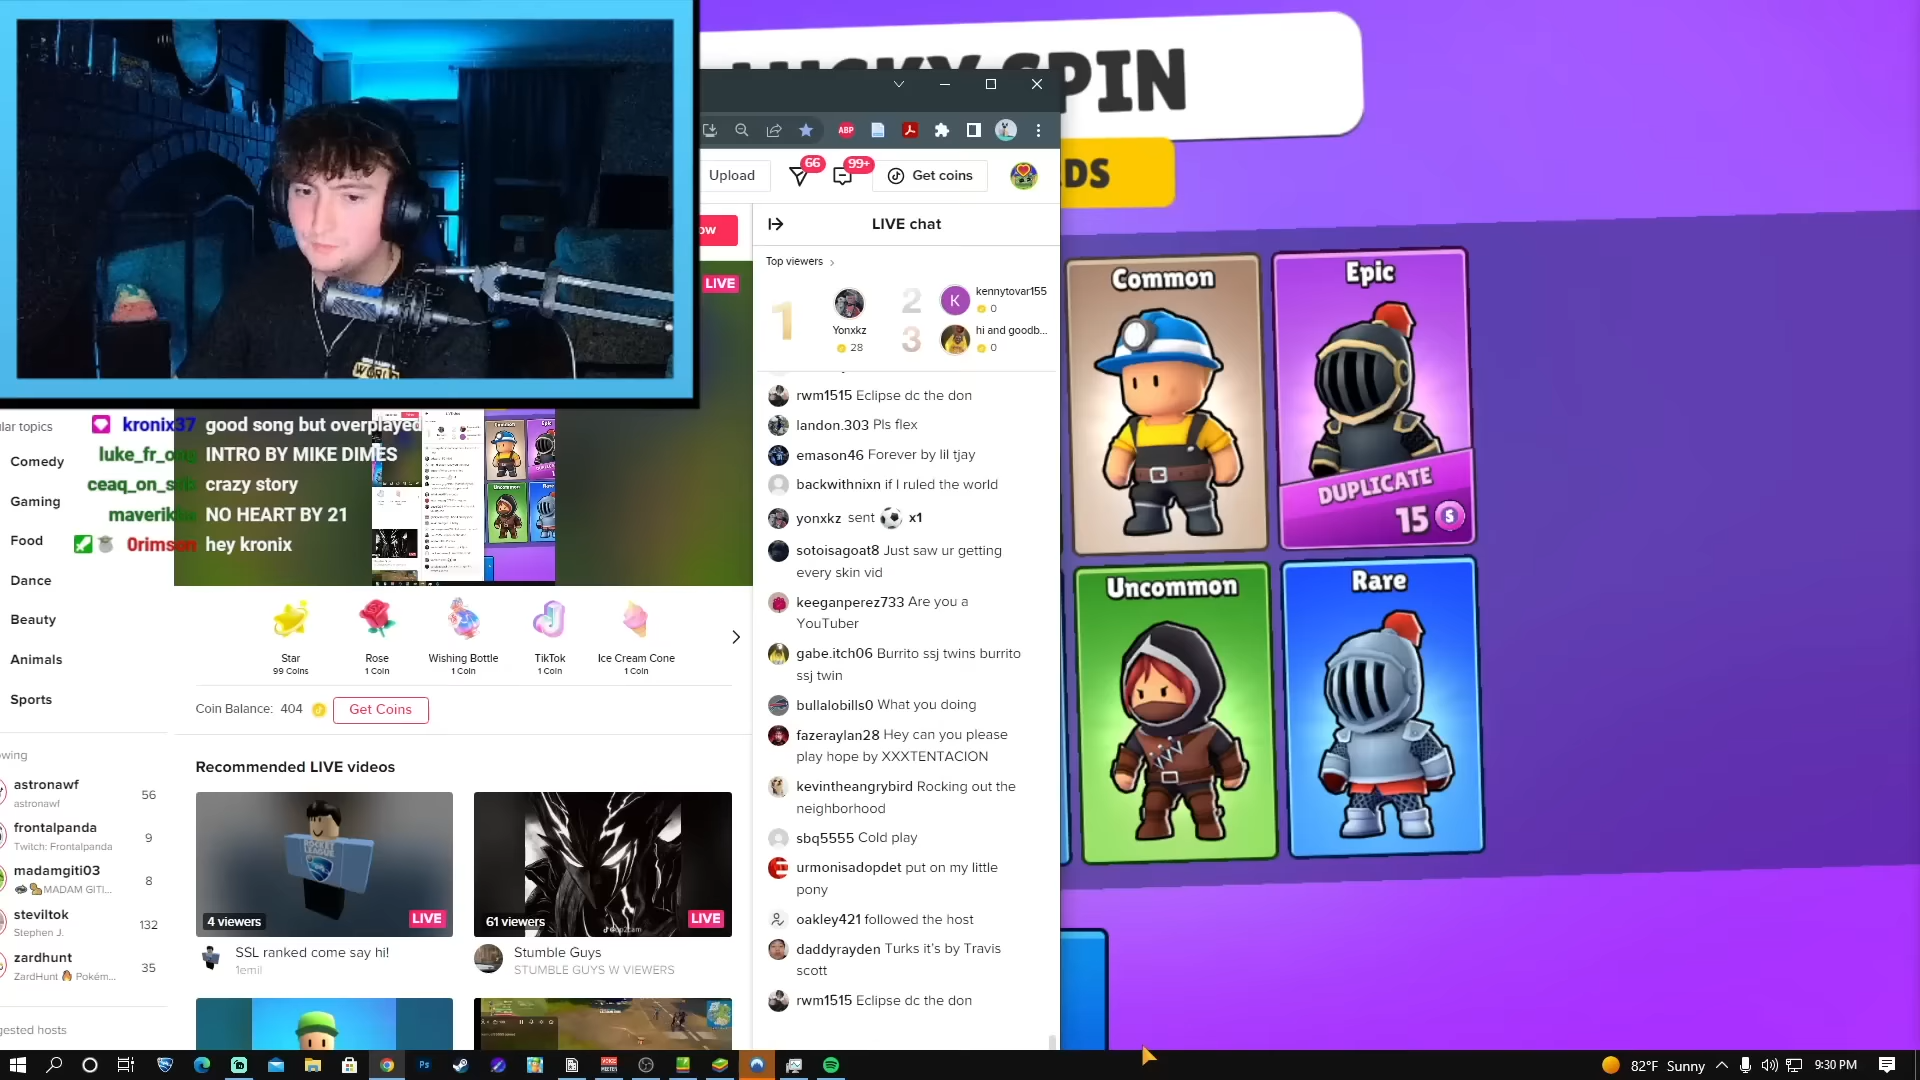 LUCKY SPIN
DS
ABP
Upload
66
99+
Get coins
ow
LIVE
LIVE chat
Top viewers
1
Yonxkz
28
2
K
kennytovar155
0
3
hi and goodb...
0
rwm1515 Eclipse dc the don
landon.303 Pls flex
emason46 Forever by lil tjay
backwithnixn if I ruled the world
yonxkz sent x1
sotoisagoat8 Just saw ur getting
every skin vid
keeganperez733 Are you a
YouTuber
gabe.itch06 Burrito ssj twins burrito
ssj twin
bullalobills0 What you doing
fazeraylan28 Hey can you please
play hope by XXXTENTACION
kevintheangrybird Rocking out the
neighborhood
sbq5555 Cold play
urmonisadopdet put on my little
pony
oakley421 followed the host
daddyrayden Turks it's by Travis
scott
rwm1515 Eclipse dc the don
Common
Epic
DUPLICATE
15 S
Uncommon
Rare
WORLD
lar topics
Comedy
Gaming
Food
Dance
Beauty
Animals
Sports
kronix37 good song but overplayed
luke_fr_ong INTRO BY MIKE DIMES
crazy story
NO HEART BY 21
0rimson hey kronix
Star
99 Coins
Rose
1 Coin
Wishing Bottle
1 Coin
TikTok
1 Coin
Ice Cream Cone
1 Coin
Coin Balance: 404
Get Coins
wing
astronawf
astronawf
56
frontalpanda
Twitch: Frontalpanda
9
madamgiti03
MADAM GITI...
8
steviltok
Stephen J.
132
zardhunt
ZardHunt Pokém...
35
gested hosts
Recommended LIVE videos
ROCKET
LEAGUE
4 viewers
LIVE
SSL ranked come say hi!
1emil
61 viewers
LIVE
Stumble Guys
STUMBLE GUYS W VIEWERS
Ps
82°F Sunny
9:30 PM